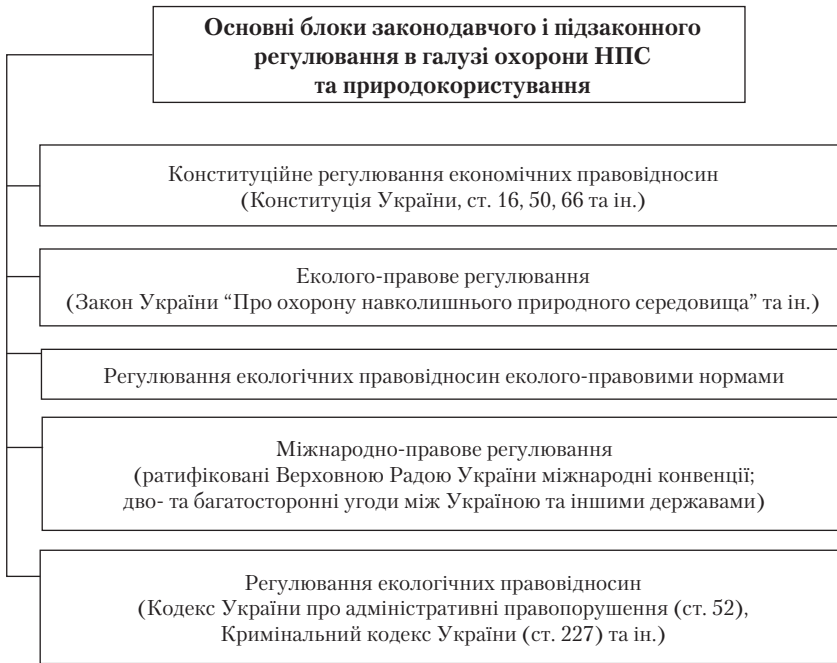 Основні блоки законодавчого і підзаконного
регулювання в галузі охорони НПС
та природокористування
Конституційне регулювання економічних правовідносин
(Конституція України, ст. 16, 50, 66 та ін.)
Еколого-правове регулювання
(Закон України “Про охорону навколишнього природного середовища” та ін.)
Регулювання екологічних правовідносин еколого-правовими нормами
Міжнародно-правове регулювання
(ратифіковані Верховною Радою України міжнародні конвенції;
дво- та багатосторонні угоди між Україною та іншими державами)
Регулювання екологічних правовідносин
(Кодекс України про адміністративні правопорушення (ст. 52),
Кримінальний кодекс України (ст. 227) та ін.)